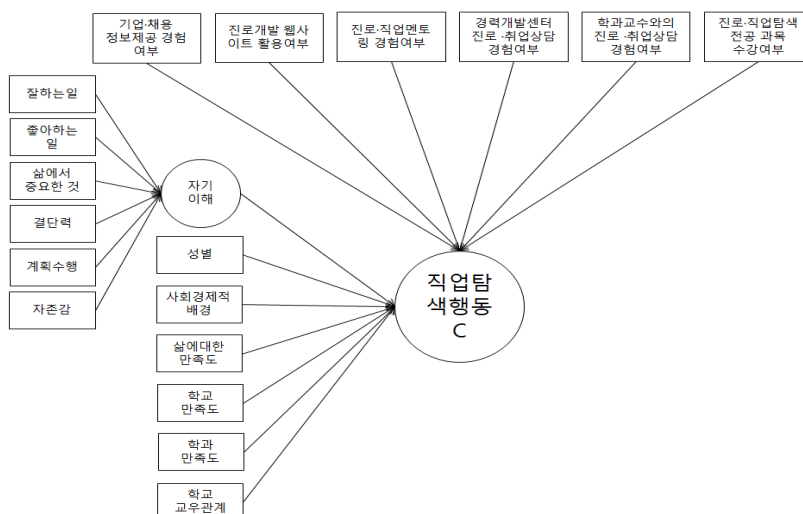 기업·채용
정보제공 경험
여부
진로개발 웹사
이트 활용여부
진로·직업멘토
링 경험여부
경력개발센터
진로 ·취업상담
경험여부
학과교수와의
진로 ·취업상담
경험여부
진로·직업탐색
전공 과목
수강여부
잘하는일
좋아하는
일
삶에서
중요한 것
결단력
계획수행
자존감
자기
이해
성별
사회경제적
배경
삶에대한
만족도
학교
만족도
학과
만족도
학교
교우관계
직업탐
색행동
C